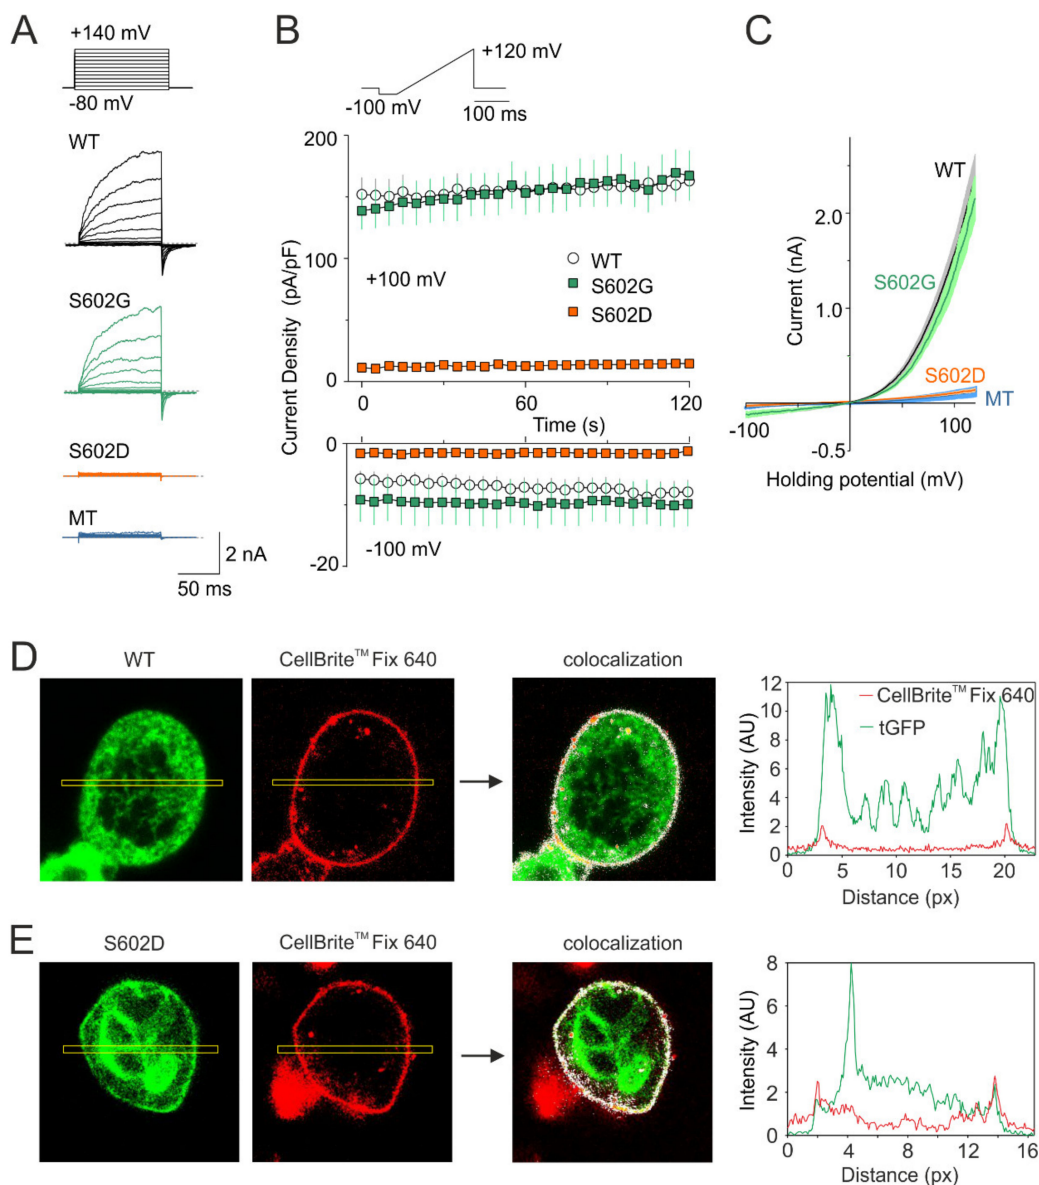 A
+140 mV
-80 mV
WT
S602G
S602D
MT
2 nA
50 ms
B
+120 mV
-100 mV
100 ms
200
100
0
Current Density (pA/pF)
+100 mV
WT
S602G
S602D
0
60
120
Time (s)
0
-20
-100 mV
C
WT
2.0
S602G
1.0
Current (nA)
S602D
MT
-100
100
-0.5
Holding potential (mV)
D
WT
CellBrite™ Fix 640
colocalization
12
10
8
6
4
2
0
Intensity (AU)
CellBrite™ Fix 640
tGFP
0
5
10
15
20
Distance (px)
E
S602D
CellBrite™ Fix 640
colocalization
8
6
4
2
0
Intensity (AU)
0
4
8
12
16
Distance (px)